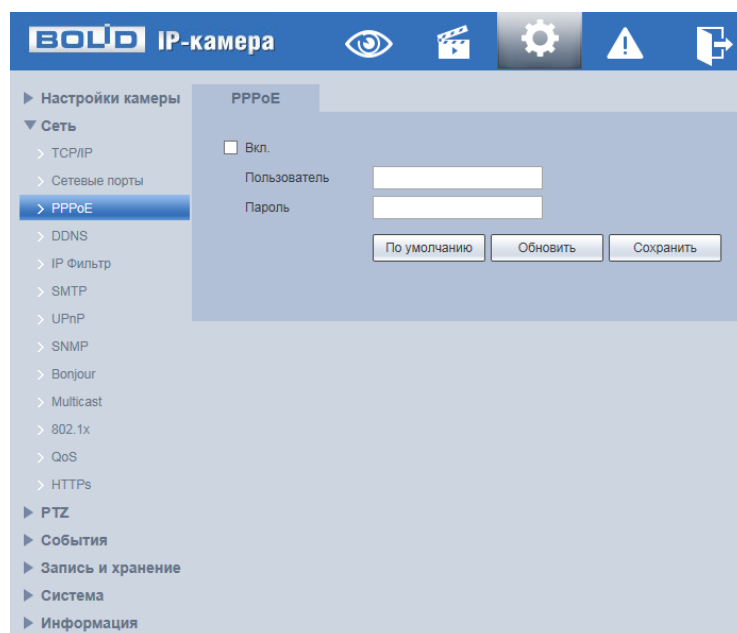 BOLID IP-камера
Настройки камеры
Сеть
TCP/IP
Сетевые порты
PPPoE
DDNS
IP Фильтр
SMTP
UPnP
SNMP
Bonjour
Multicast
802.1x
QoS
HTTPs
PTZ
События
Запись и хранение
Система
Информация
PPPoE
Вкл.
Пользователь
Пароль
По умолчанию Обновить Сохранить